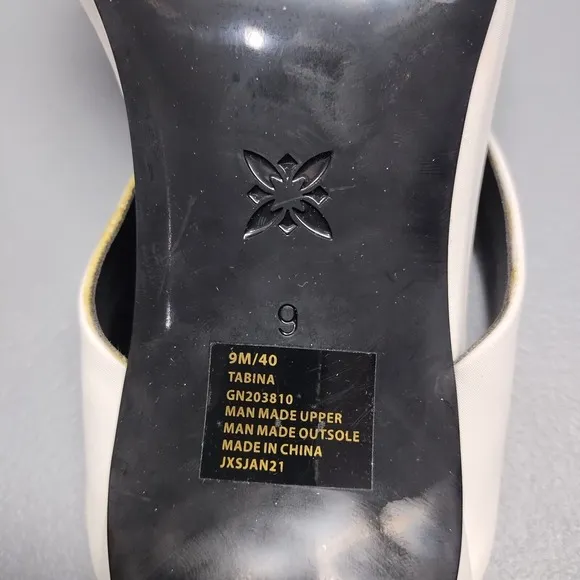 9
9M/40
TABINA
GN203810
MAN MADE UPPER
MAN MADE OUTSOLE
MADE IN CHINA
JXSJAN21